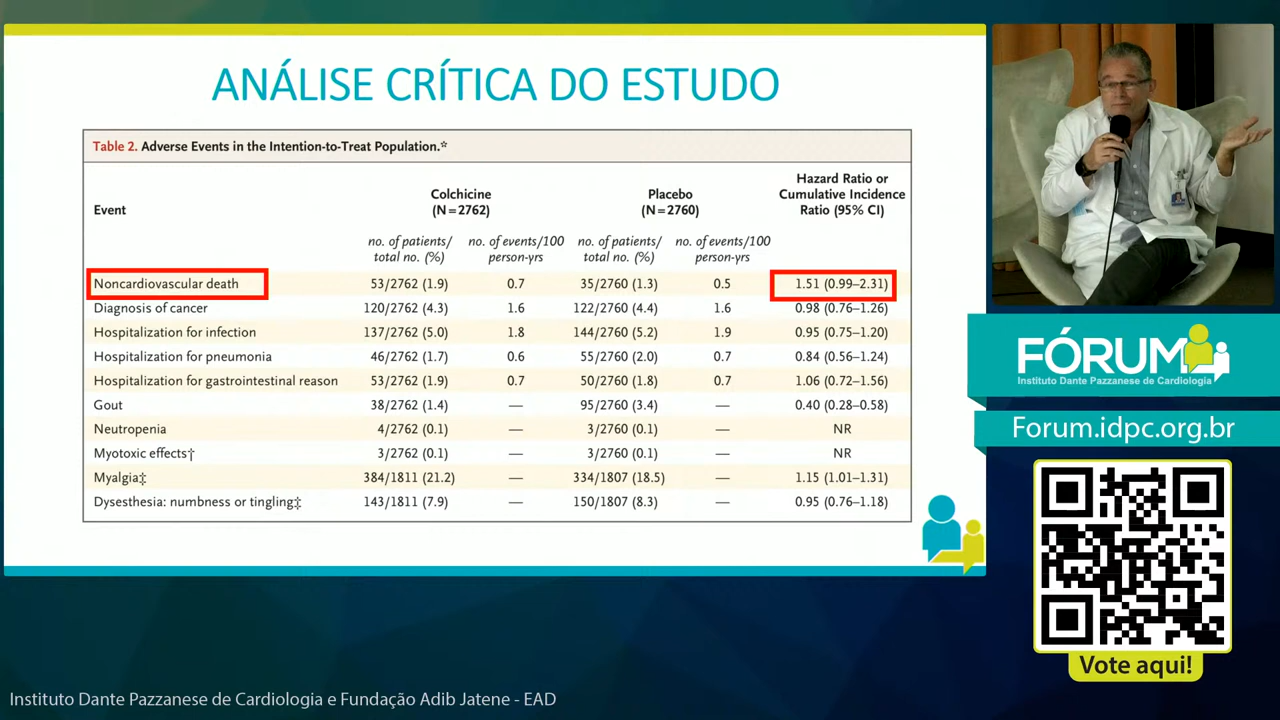 ANÁLISE CRÍTICA DO ESTUDO
Table 2. Adverse Events in the Intention-to-Treat Population.*
Event
Colchicine
(N=2762)
Placebo
(N=2760)
Hazard Ratio or
Cumulative Incidence
Ratio (95% CI)
no. of patients/
total no. (%)
no. of events/100
person-yrs
no. of patients/
total no. (%)
no. of events/100
person-yrs
Noncardiovascular death 53/2762 (1.9) 0.7 35/2760 (1.3) 0.5 1.51 (0.99–2.31)
Diagnosis of cancer 120/2762 (4.3) 1.6 122/2760 (4.4) 1.6 0.98 (0.76–1.26)
Hospitalization for infection 137/2762 (5.0) 1.8 144/2760 (5.2) 1.9 0.95 (0.75–1.20)
Hospitalization for pneumonia 46/2762 (1.7) 0.6 55/2760 (2.0) 0.7 0.84 (0.56–1.24)
Hospitalization for gastrointestinal reason 53/2762 (1.9) 0.7 50/2760 (1.8) 0.7 1.06 (0.72–1.56)
Gout 38/2762 (1.4) — 95/2760 (3.4) — 0.40 (0.28–0.58)
Neutropenia 4/2762 (0.1) — 3/2760 (0.1) — NR
Myotoxic effects† 3/2762 (0.1) — 3/2760 (0.1) — NR
Myalgia‡ 384/1811 (21.2) — 334/1807 (18.5) — 1.15 (1.01–1.31)
Dysesthesia: numbness or tingling‡ 143/1811 (7.9) — 150/1807 (8.3) — 0.95 (0.76–1.18)
FÓRUM
Instituto Dante Pazzanese de Cardiologia
Forum.idpc.org.br
Vote aqui!
Instituto Dante Pazzanese de Cardiologia e Fundação Adib Jatene - EAD